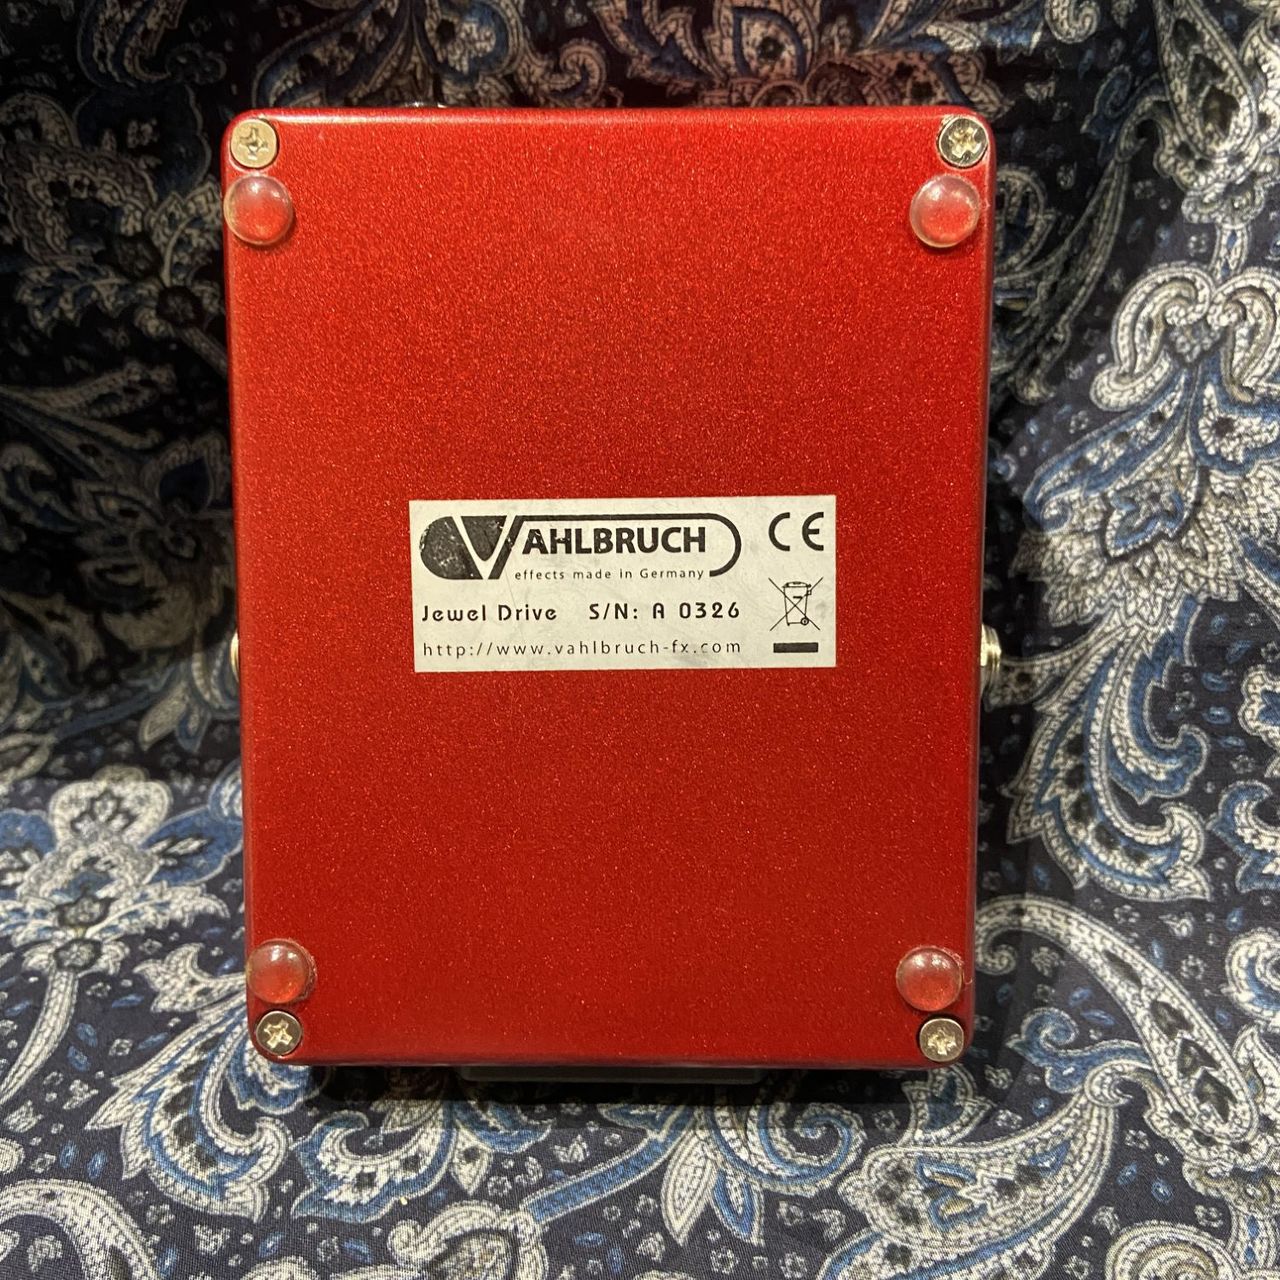 VAHLBRUCH
effects made in Germany
CE
Jewel Drive S/N: A 0326
http://www.vahlbruch-fx.com